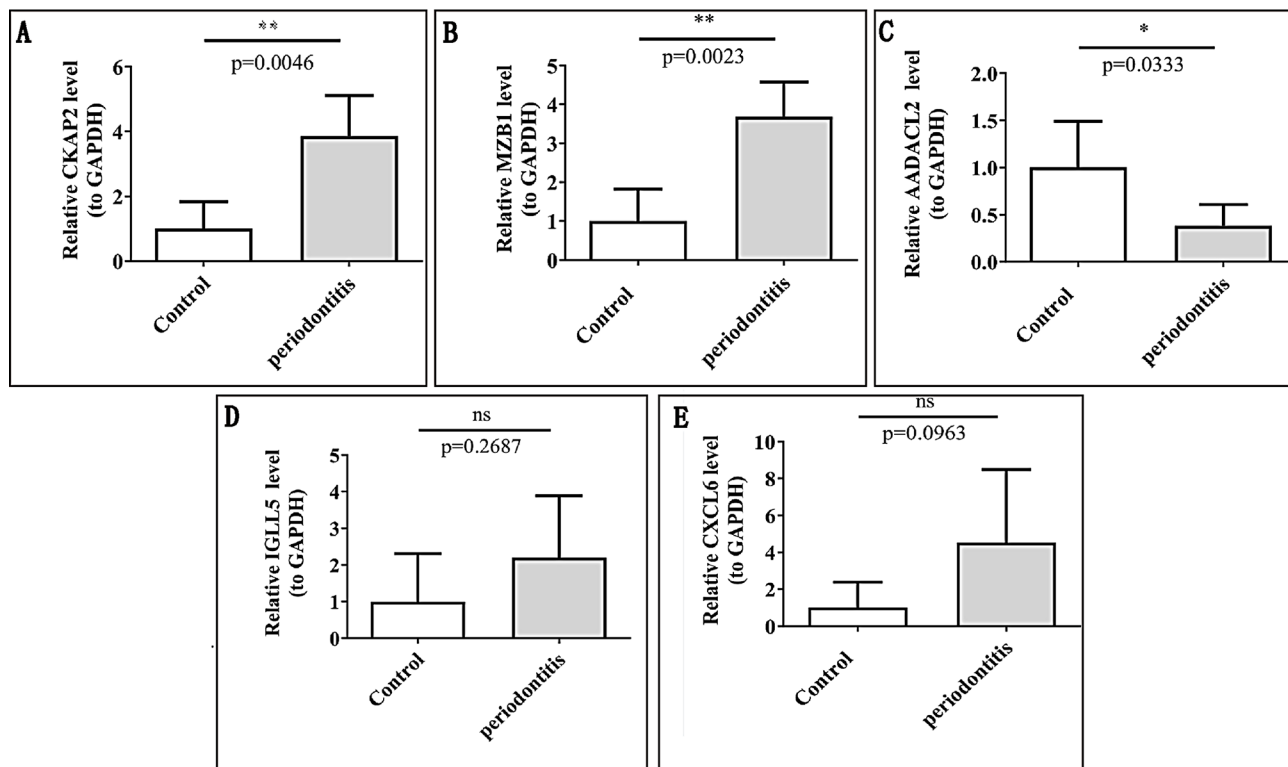 A
**
p=0.0046
Relative CKAP2 level
(to GAPDH)
6
4
2
0
Control
periodontitis
B
**
p=0.0023
Relative MZB1 level
(to GAPDH)
5
4
3
2
1
0
Control
periodontitis
C
*
p=0.0333
Relative AADACL2 level
(to GAPDH)
2.0
1.5
1.0
0.5
0.0
Control
periodontitis
D
ns
p=0.2687
Relative IGLL5 level
(to GAPDH)
5
4
3
2
1
0
Control
periodontitis
E
ns
p=0.0963
Relative CXCL6 level
(to GAPDH)
10
8
6
4
2
0
Control
periodontitis